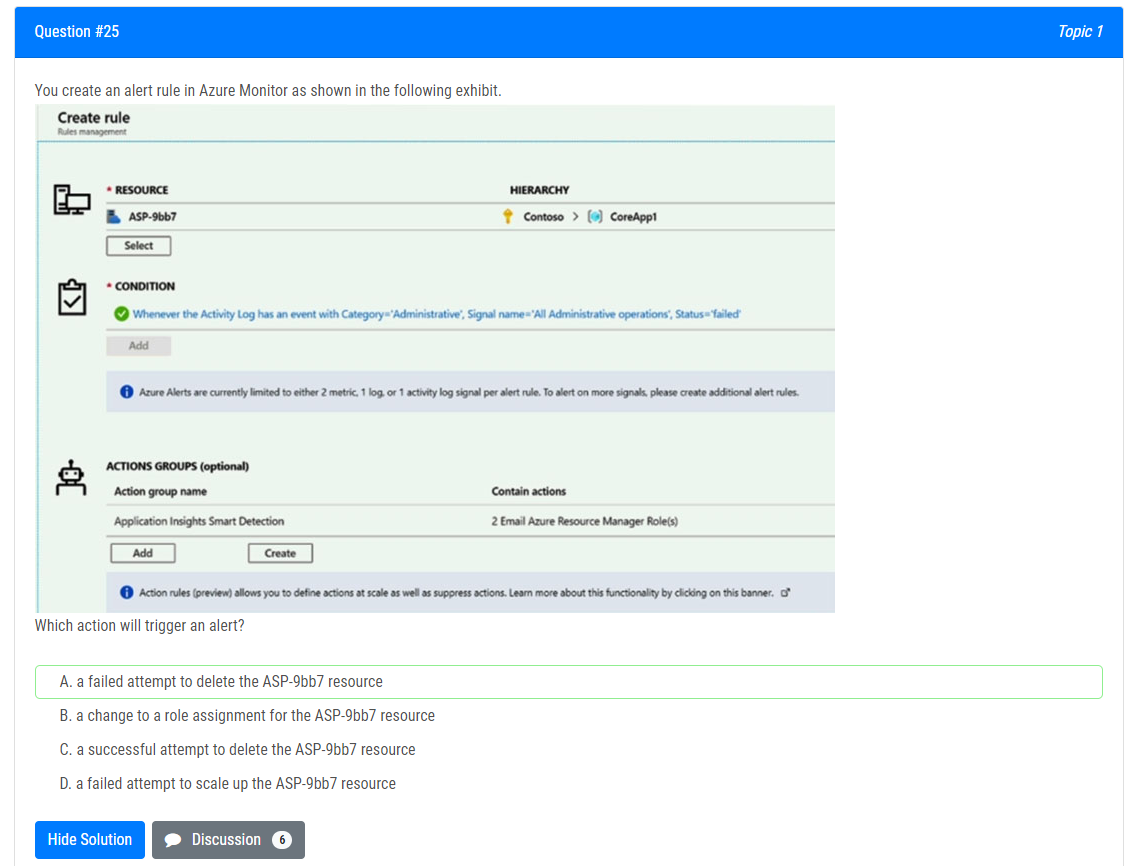 Question #25 Topic 1
You create an alert rule in Azure Monitor as shown in the following exhibit.
Create rule
Rules management
* RESOURCE HIERARCHY
ASP-9bb7 Contoso > CoreApp1
Select
* CONDITION
Whenever the Activity Log has an event with Category='Administrative', Signal name='All Administrative operations', Status='failed'
Add
Azure Alerts are currently limited to either 2 metric, 1 log, or 1 activity log signal per alert rule. To alert on more signals, please create additional alert rules.
ACTIONS GROUPS (optional)
Action group name Contain actions
Application Insights Smart Detection 2 Email Azure Resource Manager Role(s)
Add Create
Action rules (preview) allows you to define actions at scale as well as suppress actions. Learn more about this functionality by clicking on this banner.
Which action will trigger an alert?
A. a failed attempt to delete the ASP-9bb7 resource
B. a change to a role assignment for the ASP-9bb7 resource
C. a successful attempt to delete the ASP-9bb7 resource
D. a failed attempt to scale up the ASP-9bb7 resource
Hide Solution Discussion 6